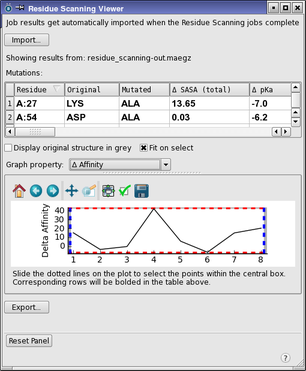 Residue Scanning Viewer
Job results get automatically imported when the Residue Scanning jobs complete
Import...
Showing results from: residue_scanning-out.maegz
Mutations:
Residue Original Mutated Δ SASA (total) Δ pKa
1 A:27 LYS ALA 13.65 -7.0
2 A:54 ASP ALA 0.03 -6.2
Display original structure in grey Fit on select
Graph property: Δ Affinity
Delta Affinity
40
30
20
10
0
1 2 3 4 5 6 7 8
Slide the dotted lines on the plot to select the points within the central box.
Corresponding rows will be bolded in the table above.
Export...
Reset Panel
?